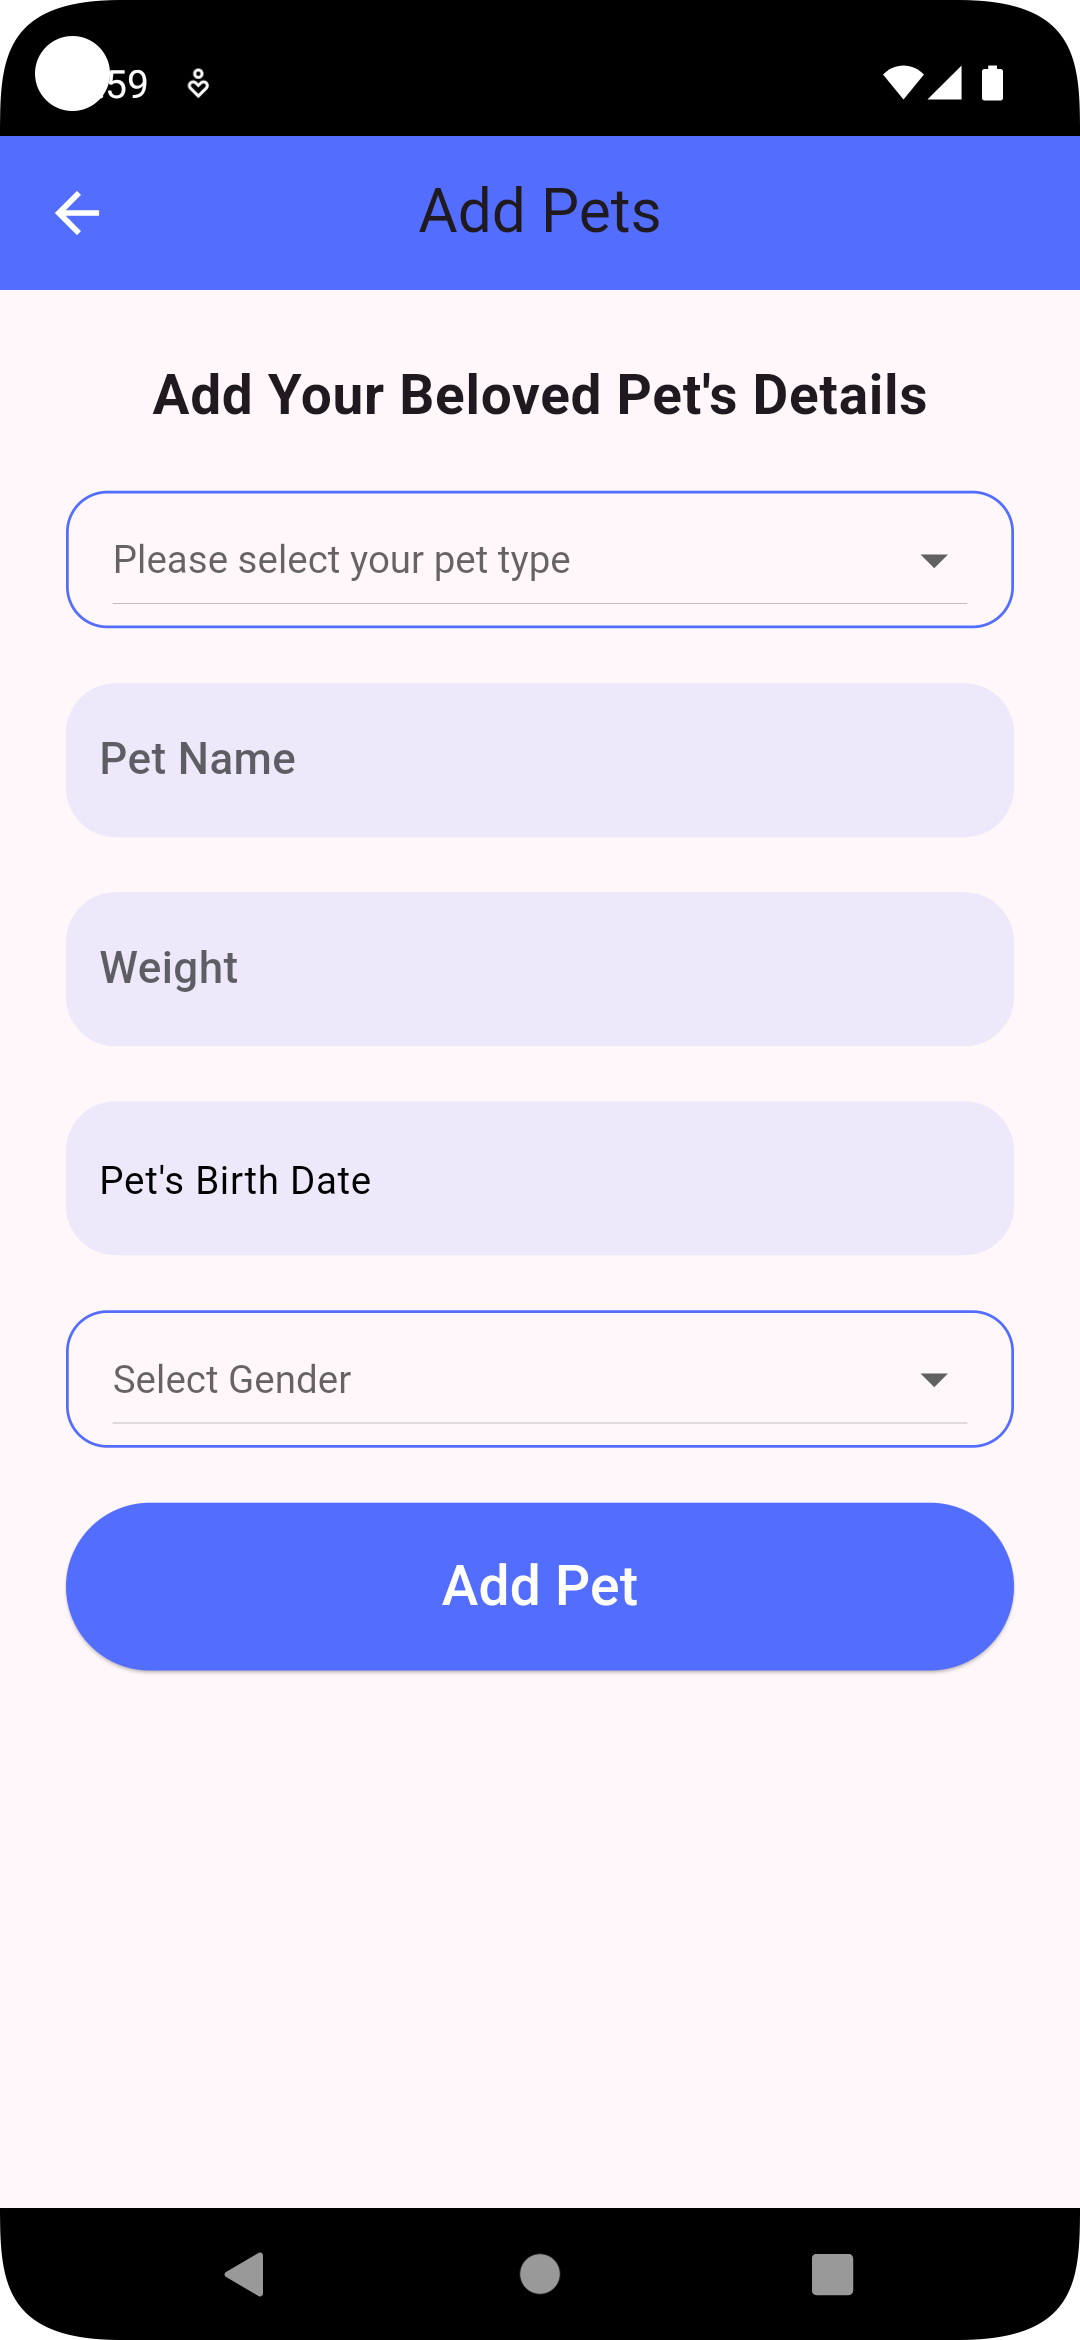 59
Add Pets
Add Your Beloved Pet's Details
Please select your pet type
Pet Name
Weight
Pet's Birth Date
Select Gender
Add Pet